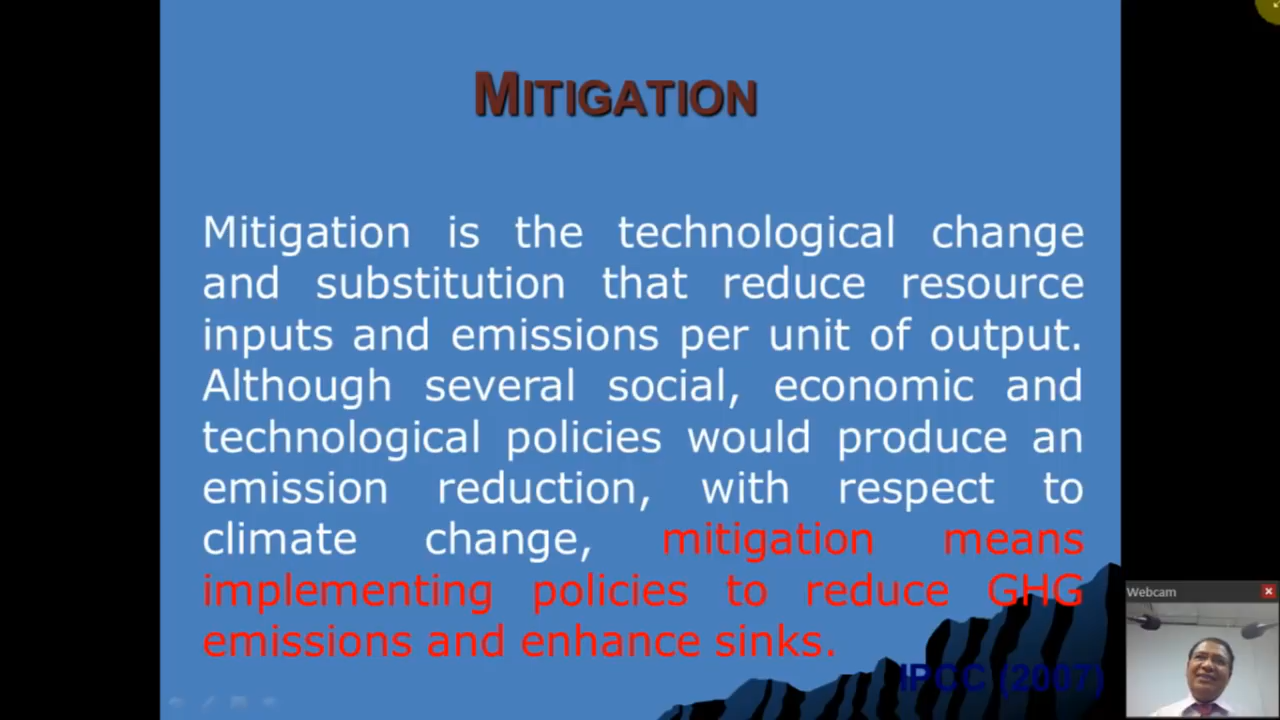 MITIGATION
Mitigation is the technological change
and substitution that reduce resource
inputs and emissions per unit of output.
Although several social, economic and
technological policies would produce an
emission reduction, with respect to
climate change, mitigation means
implementing policies to reduce GHG
emissions and enhance sinks.
IPCC (2007)
Webcam